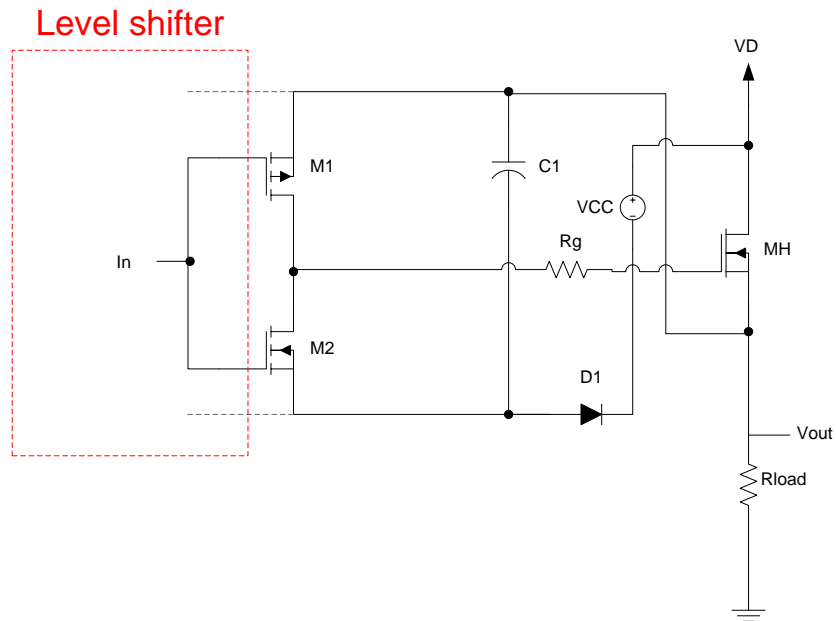 Level shifter
VD
M1
C1
VCC
Rg
MH
In
M2
D1
Vout
Rload